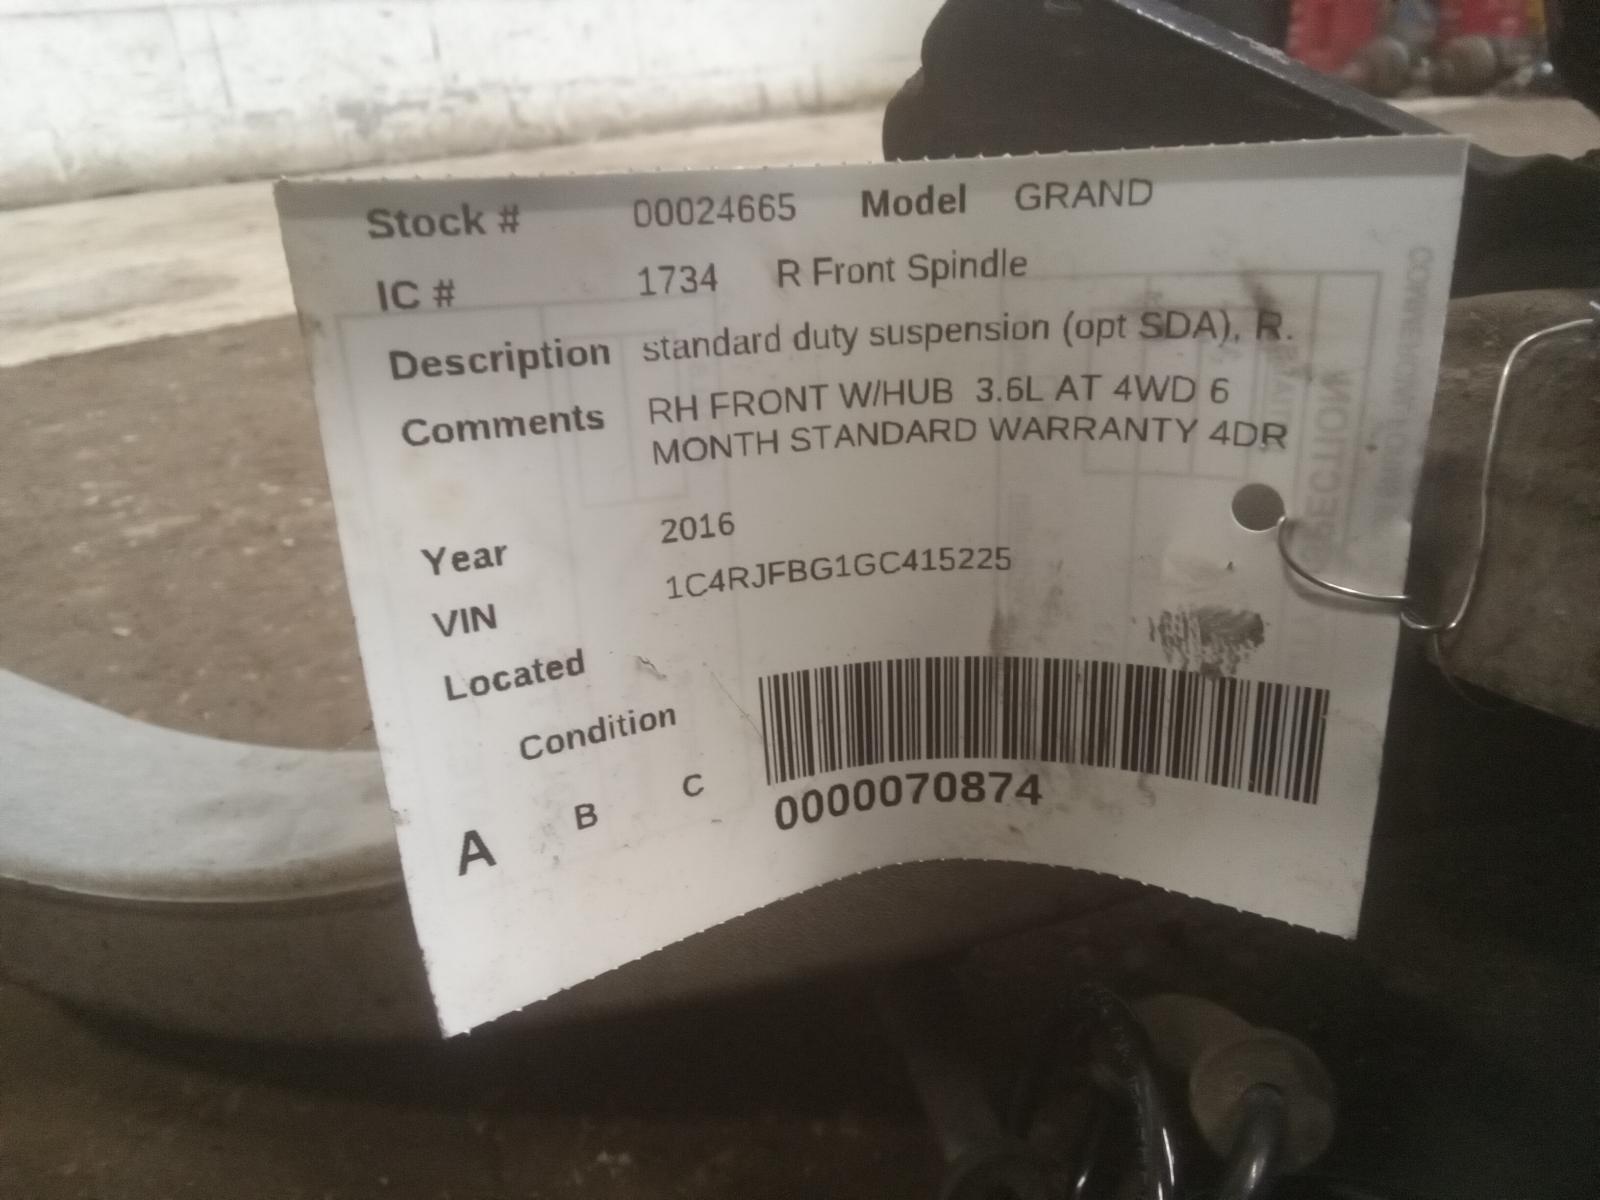 Stock # 00024665 Model GRAND
IC # 1734 R Front Spindle
Description standard duty suspension (opt SDA), R.
Comments RH FRONT W/HUB 3.6L AT 4WD 6
MONTH STANDARD WARRANTY 4DR
Year 2016
VIN 1C4RJFBG1GC415225
Located
Condition
A B C
0000070874